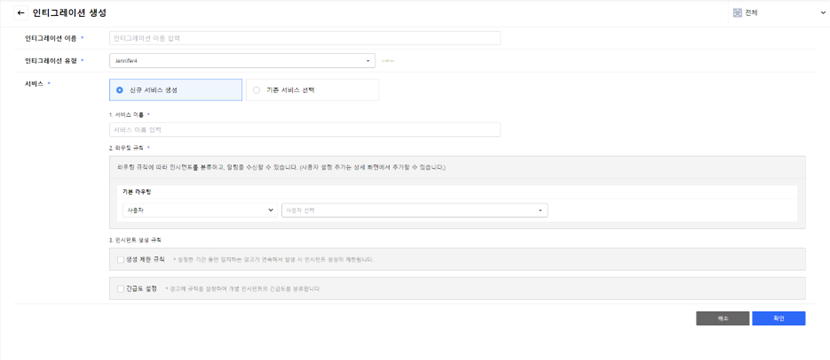 인티그레이션 생성
전체
인티그레이션 이름 *
인티그레이션 이름 입력
인티그레이션 유형 *
Jennifer4
서비스 *
신규 서비스 생성
기존 서비스 선택
1. 서비스 이름 *
서비스 이름 입력
2. 라우팅 규칙 *
라우팅 규칙에 따라 인시던트를 분류하고, 알림을 수신할 수 있습니다. (사용자 설정 추가는 상세 화면에서 추가할 수 있습니다.)
기본 라우팅
사용자
사용자 선택
3. 인시던트 생성 규칙
생성 제한 규칙
* 설정한 기간 동안 일치하는 경고가 연속해서 발생 시 인시던트 생성이 제한됩니다.
긴급도 설정
* 경고에 규칙을 설정하여 개별 인시던트의 긴급도를 분류합니다.
취소
확인